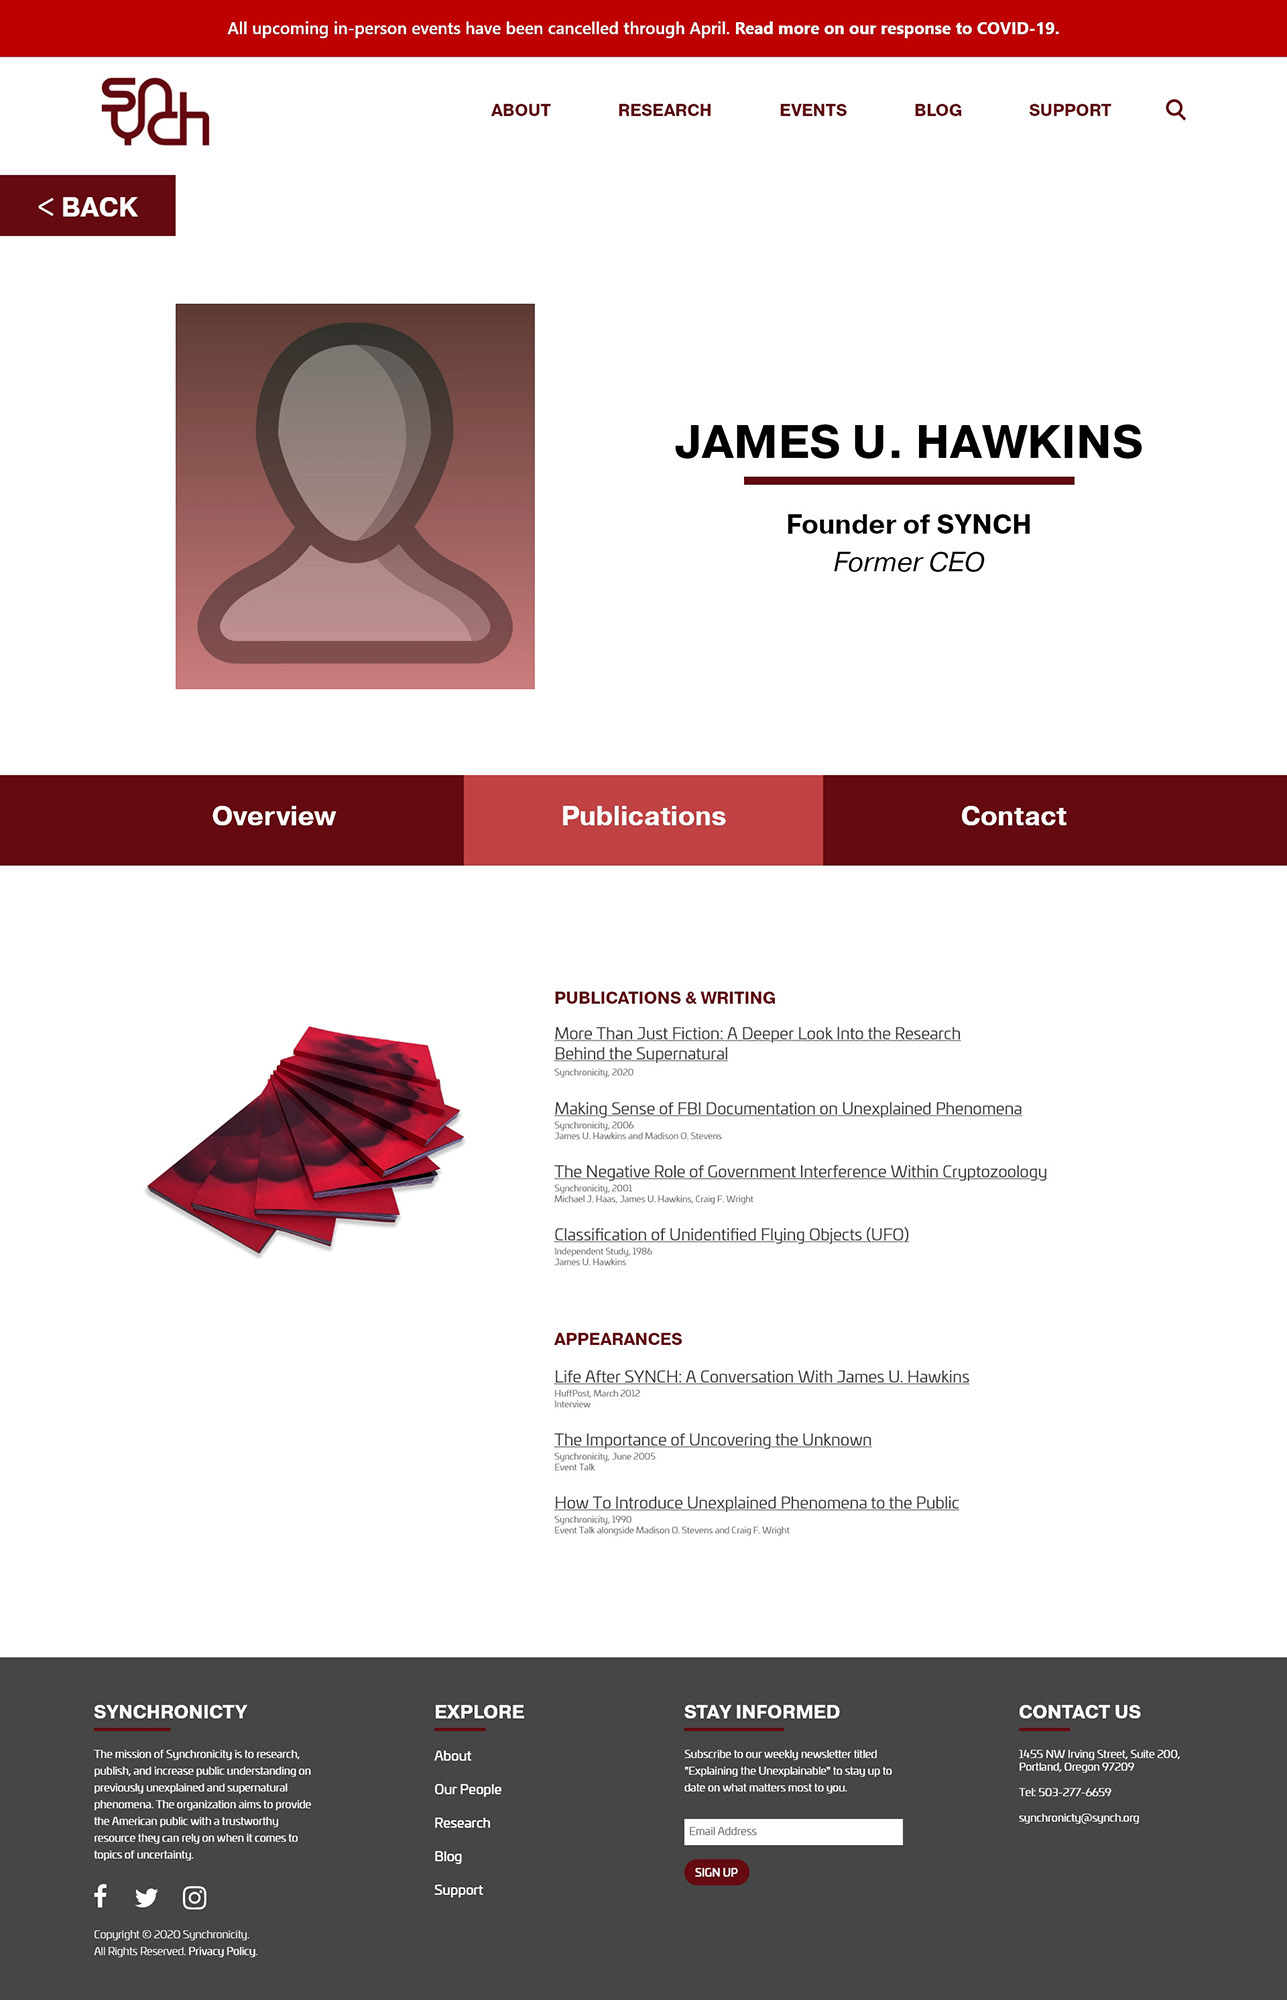 All upcoming in-person events have been cancelled through April. Read more on our response to COVID-19.
synch
ABOUT RESEARCH EVENTS BLOG SUPPORT
< BACK
JAMES U. HAWKINS
Founder of SYNCH
Former CEO
Overview Publications Contact
PUBLICATIONS & WRITING
More Than Just Fiction: A Deeper Look Into the Research
Behind the Supernatural
Synchronicity, 2020
Making Sense of FBI Documentation on Unexplained Phenomena
Synchronicity, 2006
James U. Hawkins and Madison O. Stevens
The Negative Role of Government Interference Within Cryptozoology
Synchronicity, 2001
Michael J. Haas, James U. Hawkins, Craig F. Wright
Classification of Unidentified Flying Objects (UFO)
Independent Study, 1986
James U. Hawkins
APPEARANCES
Life After SYNCH: A Conversation With James U. Hawkins
HuffPost, March 2012
Interview
The Importance of Uncovering the Unknown
Synchronicity, June 2005
Event Talk
How To Introduce Unexplained Phenomena to the Public
Synchronicity, 1990
Event Talk alongside Madison O. Stevens and Craig F. Wright
SYNCHRONICTY
The mission of Synchronicity is to research,
publish, and increase public understanding on
previously unexplained and supernatural
phenomena. The organization aims to provide
the American public with a trustworthy
resource they can rely on when it comes to
topics of uncertainty.
Copyright © 2020 Synchronicity.
All Rights Reserved. Privacy Policy.
EXPLORE
About
Our People
Research
Blog
Support
STAY INFORMED
Subscribe to our weekly newsletter titled
"Explaining the Unexplainable" to stay up to
date on what matters most to you.
Email Address
SIGN UP
CONTACT US
1455 NW Irving Street, Suite 200,
Portland, Oregon 97209
Tel: 503-277-6659
synchronicty@synch.org